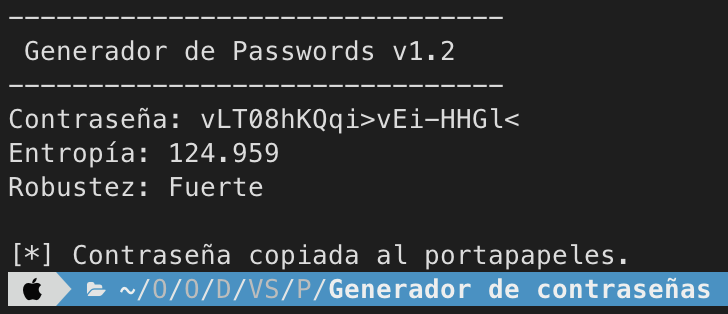 -------------------------------
Generador de Passwords v1.2
-------------------------------
Contraseña: vLT08hKQqi>vEi-HHGl<
Entropía: 124.959
Robustez: Fuerte
[*] Contraseña copiada al portapapeles.
~/O/O/D/VS/P/Generador de contraseñas